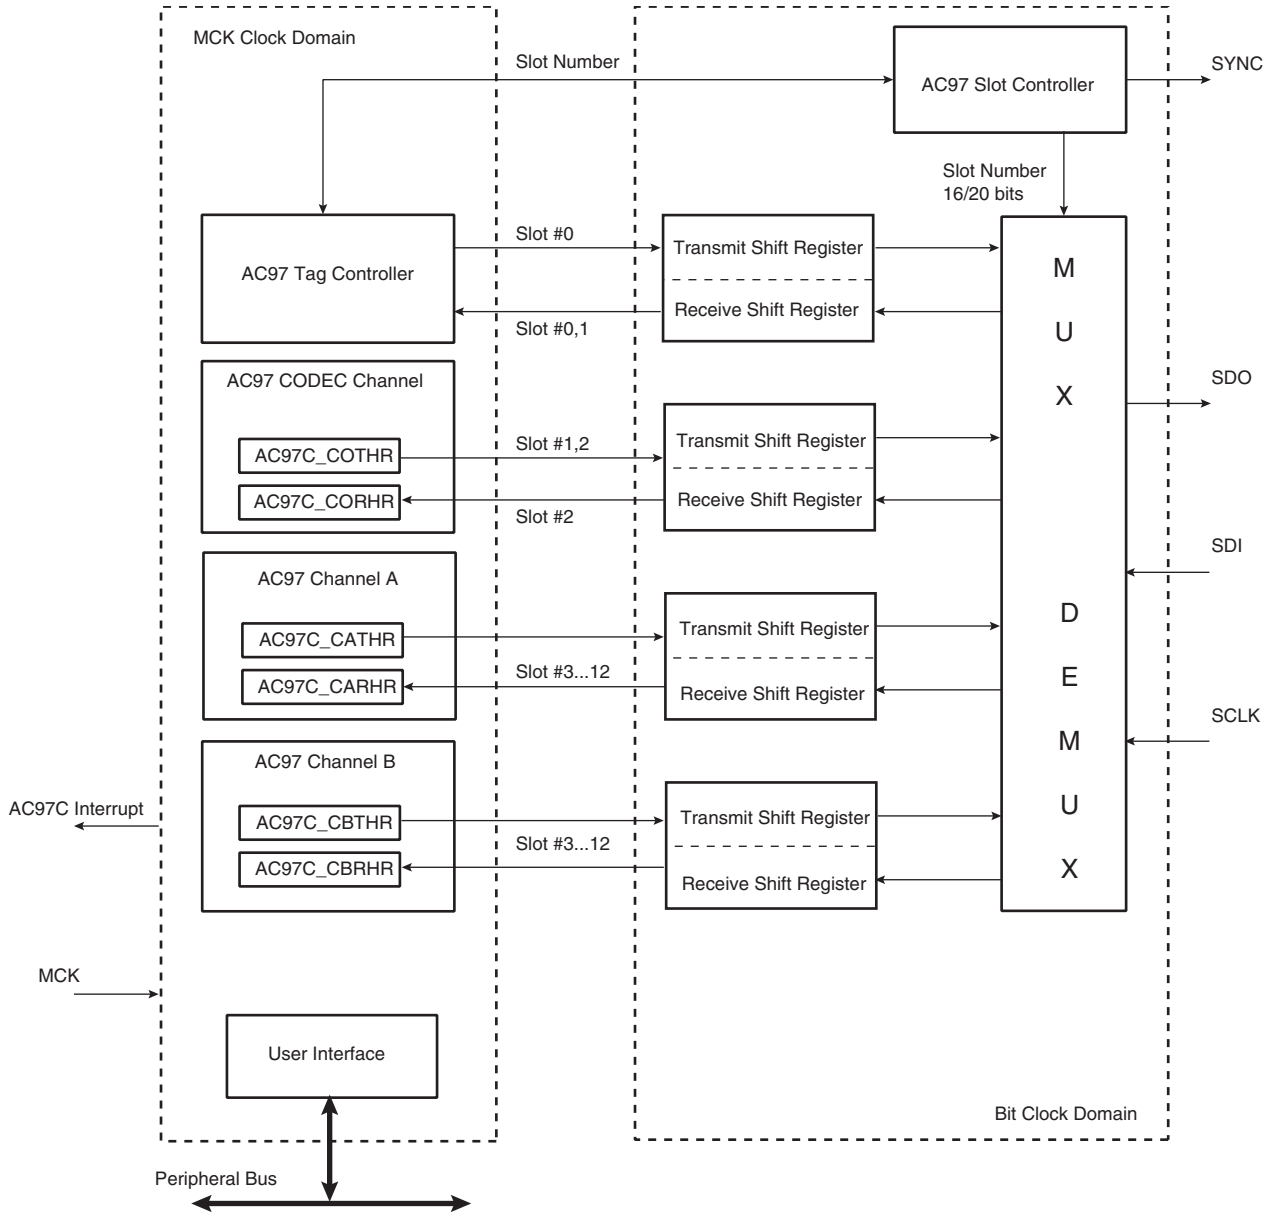 MCK Clock Domain
Slot Number
AC97 Slot Controller
SYNC
Slot Number
16/20 bits
AC97 Tag Controller
Slot #0
Slot #0,1
Transmit Shift Register
Receive Shift Register
M
U
X
D
E
M
U
X
AC97 CODEC Channel
AC97C_COTHR
AC97C_CORHR
Slot #1,2
Slot #2
Transmit Shift Register
Receive Shift Register
SDO
SDI
SCLK
AC97 Channel A
AC97C_CATHR
AC97C_CARHR
Slot #3...12
Transmit Shift Register
Receive Shift Register
AC97 Channel B
AC97C_CBTHR
AC97C_CBRHR
Slot #3...12
Transmit Shift Register
Receive Shift Register
AC97C Interrupt
MCK
User Interface
Bit Clock Domain
Peripheral Bus